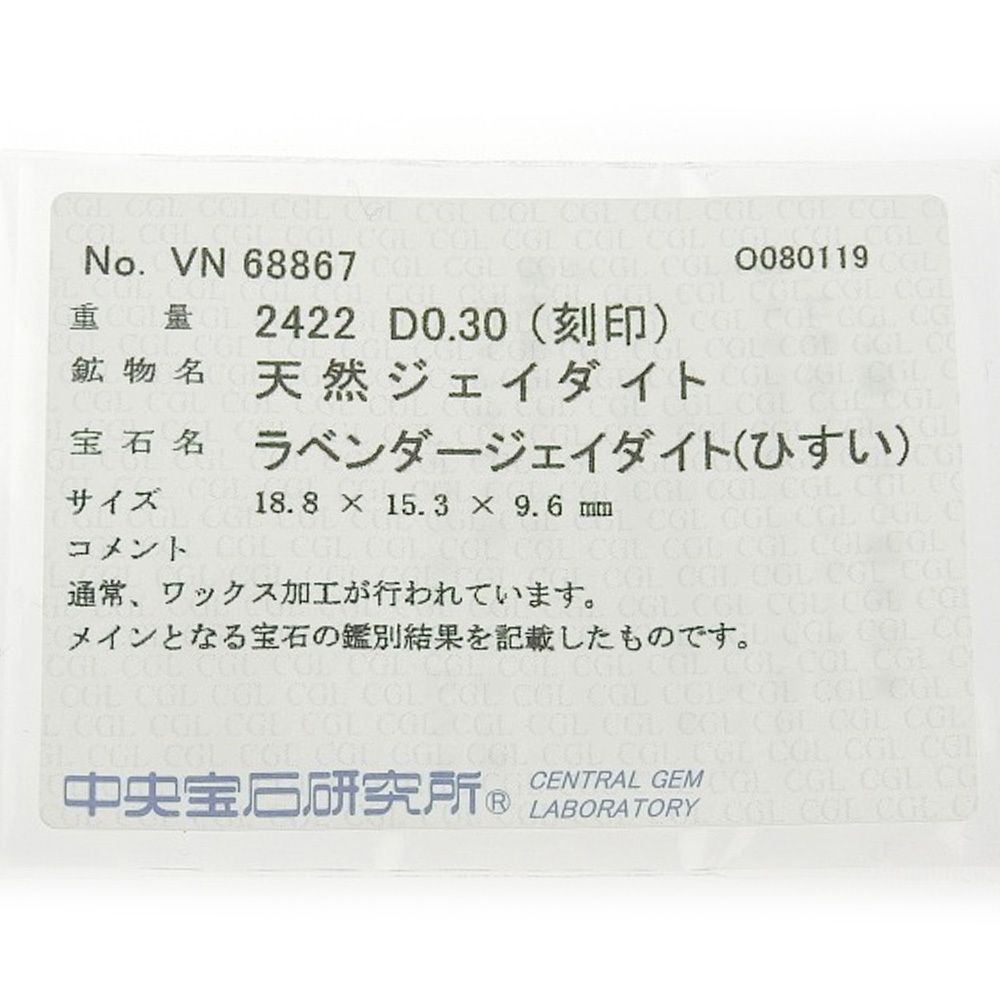 No. VN 68867 O080119
重量 2422 D0.30 (刻印)
鉱物名 天然ジェイダイト
宝石名 ラベンダージェイダイト(ひすい)
サイズ 18.8 × 15.3 × 9.6 mm
コメント
通常、ワックス加工が行われています。
メインとなる宝石の鑑別結果を記載したものです。
中央宝石研究所® CENTRAL GEM
LABORATORY